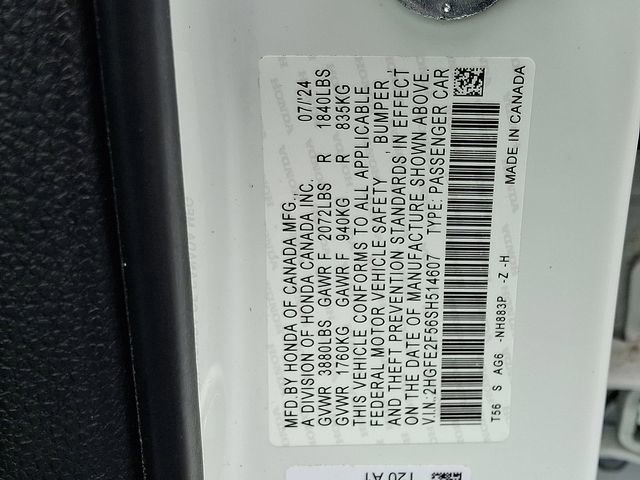 MFD.BY HONDA OF CANADA MFG., 07/'24
A DIVISION OF HONDA CANADA INC.
GVWR 3880LBS GAWR F 2072LBS R 1840LBS
GVWR 1760KG GAWR F 940KG R 835KG
THIS VEHICLE CONFORMS TO ALL APPLICABLE
FEDERAL MOTOR VEHICLE SAFETY , BUMPER ,
AND THEFT PREVENTION STANDARDS IN EFFECT
ON THE DATE OF MANUFACTURE SHOWN ABOVE.
V.I.N. 2HGFE2F56SH514607 TYPE: PASSENGER CAR
T56 S AG6 -NH883P -Z -H
MADE IN CANADA
120 A1